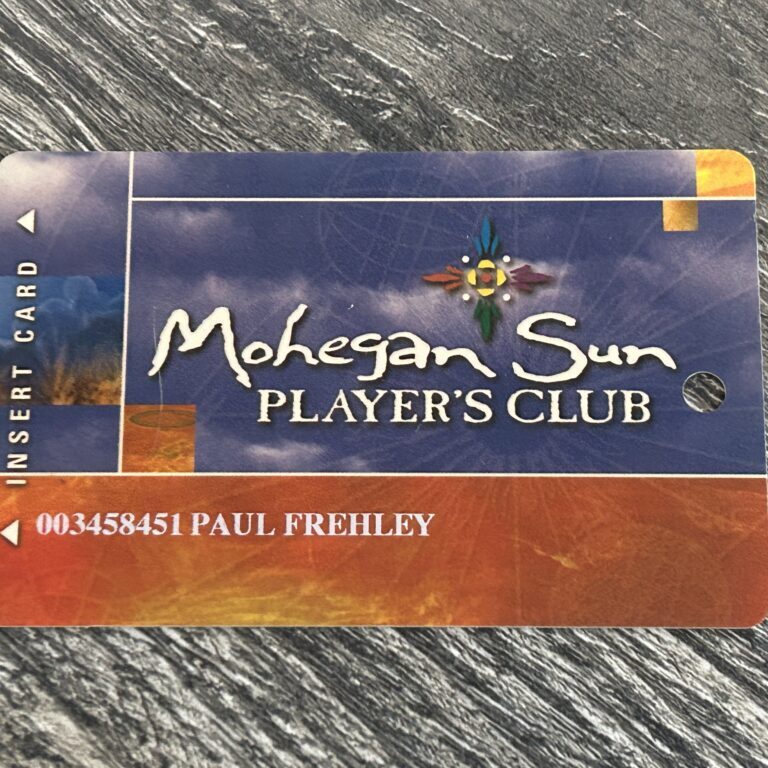 INSERT CARD
Mohegan Sun
PLAYER'S CLUB
003458451 PAUL FREHLEY